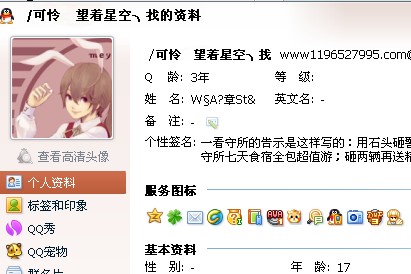 /可怜　望着星空╮找的资料
mey
查看高清头像
个人资料
标签和印象
QQ秀
QQ宠物
/可怜　望着星空╮找 www1196527995.com@
Q 龄: 3年 等 级:
姓 名: W§A?章St& 英文名: -
备 注: -
个性签名: 一看守所的告示是这样写的：用石头砸警
守所七天食宿全包超值游；砸两辆再送精
服务图标
基本资料
性 别: - 年 龄: 17